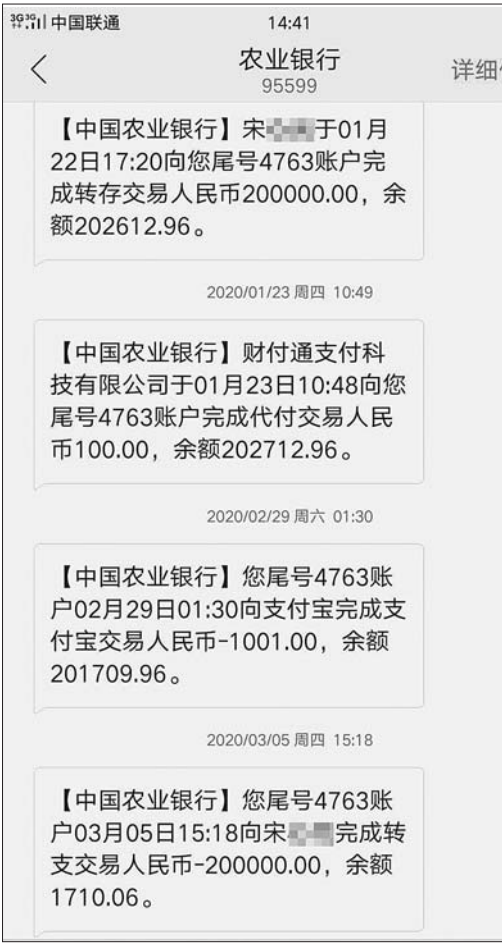 中国联通
14:41
农业银行
95599
详细
【中国农业银行】宋 于01月
22日17:20向您尾号4763账户完
成转存交易人民币200000.00，余
额202612.96。
2020/01/23 周四 10:49
【中国农业银行】财付通支付科
技有限公司于01月23日10:48向您
尾号4763账户完成代付交易人民
币100.00，余额202712.96。
2020/02/29 周六 01:30
【中国农业银行】您尾号4763账
户02月29日01:30向支付宝完成支
付宝交易人民币-1001.00，余额
201709.96。
2020/03/05 周四 15:18
【中国农业银行】您尾号4763账
户03月05日15:18向宋 完成转
支交易人民币-200000.00，余额
1710.06。